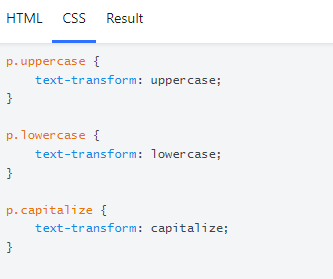 HTML CSS Result
p.uppercase {
    text-transform: uppercase;
}
p.lowercase {
    text-transform: lowercase;
}
p.capitalize {
    text-transform: capitalize;
}